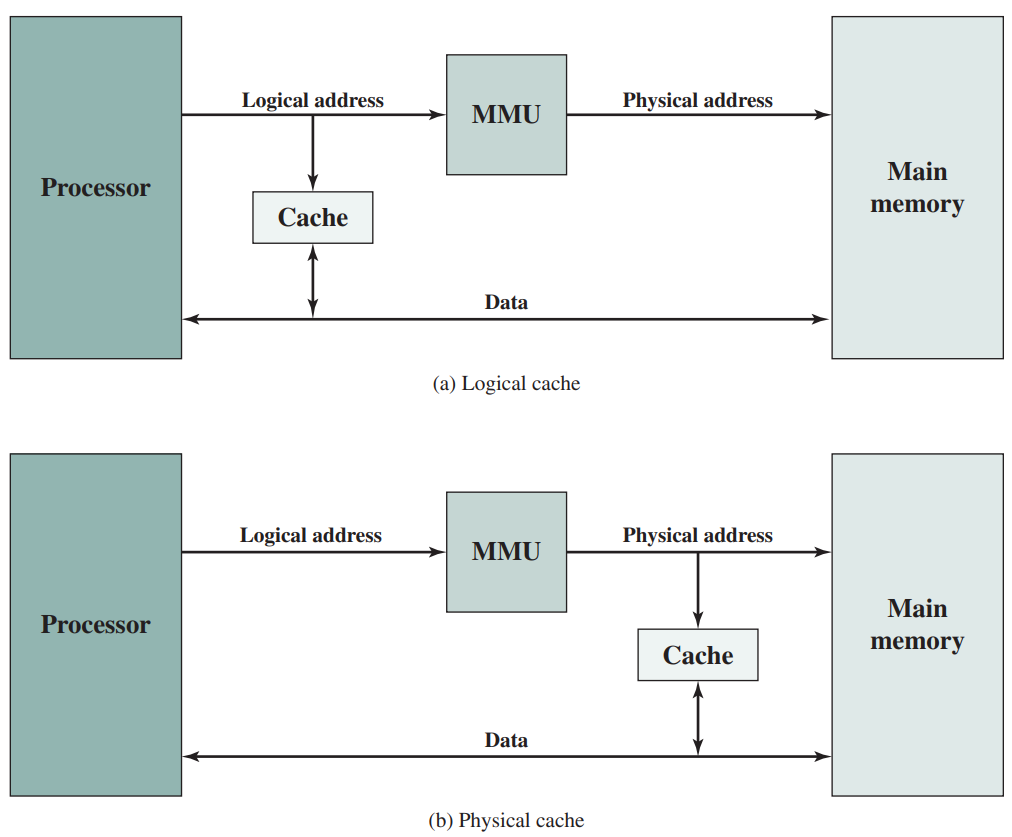 Logical address
MMU
Physical address
Processor
Cache
Main
memory
Data
(a) Logical cache
Logical address
MMU
Physical address
Processor
Cache
Main
memory
Data
(b) Physical cache